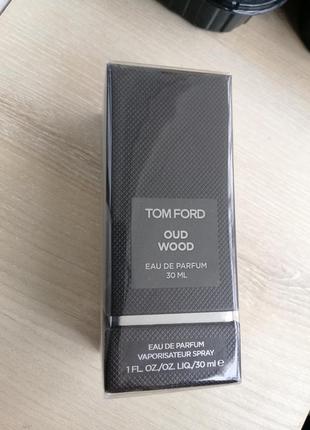 TOM FORD
OUD
WOOD
EAU DE PARFUM
30 ML
EAU DE PARFUM
VAPORISATEUR SPRAY
1 FL. OZ./OZ. LIQ./30 ml ℮